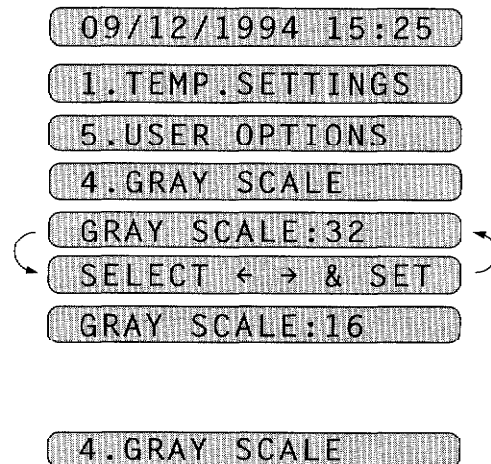 09/12/1994 15:25
1.TEMP.SETTINGS
5.USER OPTIONS
4.GRAY SCALE
GRAY SCALE:32
SELECT ← → & SET
GRAY SCALE:16
4.GRAY SCALE